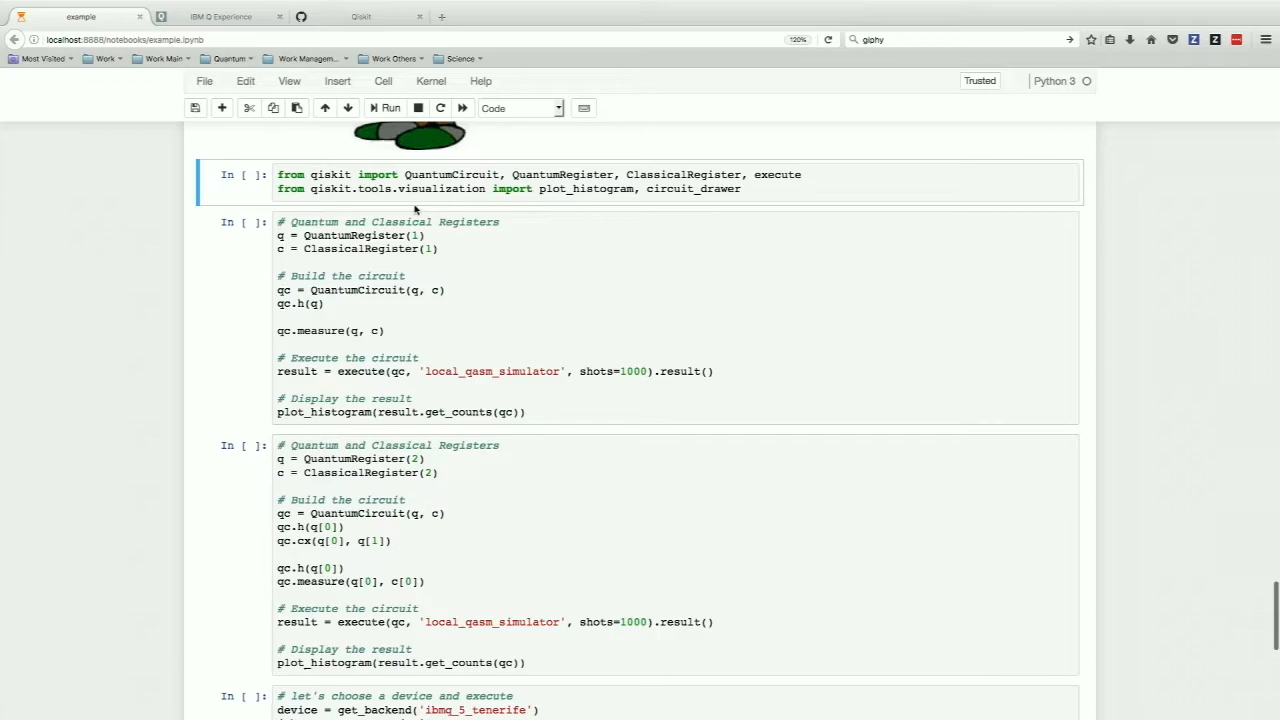 example
IBM Q Experience
Qiskit
localhost:8888/notebooks/example.ipynb
120%
giphy
Most Visited
Work
Work Main
Quantum
Work Managem...
Work Others
Science
File
Edit
View
Insert
Cell
Kernel
Help
Trusted
Python 3
Run
Code
In [ ]:
from qiskit import QuantumCircuit, QuantumRegister, ClassicalRegister, execute
from qiskit.tools.visualization import plot_histogram, circuit_drawer
In [ ]:
# Quantum and Classical Registers
q = QuantumRegister(1)
c = ClassicalRegister(1)
# Build the circuit
qc = QuantumCircuit(q, c)
qc.h(q)
qc.measure(q, c)
# Execute the circuit
result = execute(qc, 'local_qasm_simulator', shots=1000).result()
# Display the result
plot_histogram(result.get_counts(qc))
In [ ]:
# Quantum and Classical Registers
q = QuantumRegister(2)
c = ClassicalRegister(2)
# Build the circuit
qc = QuantumCircuit(q, c)
qc.h(q[0])
qc.cx(q[0], q[1])
qc.h(q[0])
qc.measure(q[0], c[0])
# Execute the circuit
result = execute(qc, 'local_qasm_simulator', shots=1000).result()
# Display the result
plot_histogram(result.get_counts(qc))
In [ ]:
# let's choose a device and execute
device = get_backend('ibmq_5_tenerife')